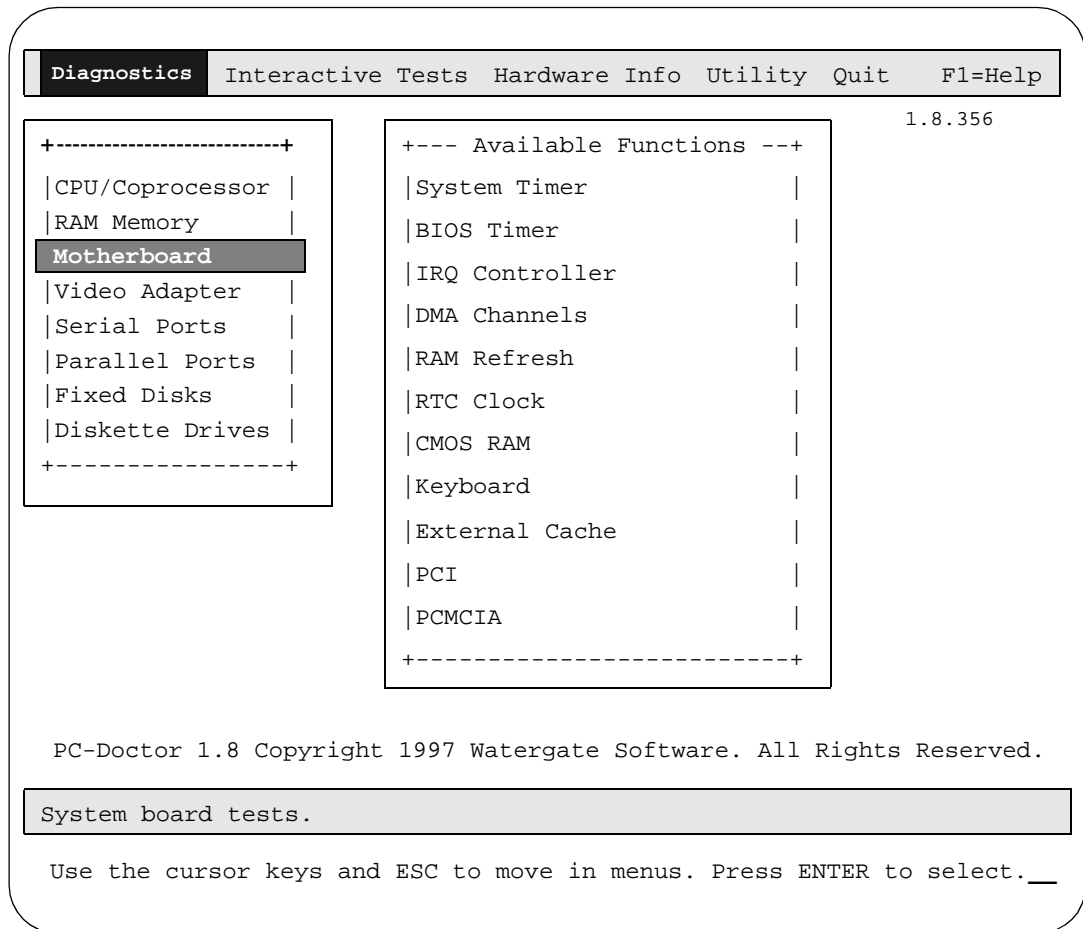 Diagnostics Interactive Tests Hardware Info Utility Quit F1=Help
1.8.356
+---------------------------+
|CPU/Coprocessor |
|RAM Memory |
Motherboard
|Video Adapter |
|Serial Ports |
|Parallel Ports |
|Fixed Disks |
|Diskette Drives |
+----------------+
+--- Available Functions --+
|System Timer |
|BIOS Timer |
|IRQ Controller |
|DMA Channels |
|RAM Refresh |
|RTC Clock |
|CMOS RAM |
|Keyboard |
|External Cache |
|PCI |
|PCMCIA |
+--------------------------+
PC-Doctor 1.8 Copyright 1997 Watergate Software. All Rights Reserved.
System board tests.
Use the cursor keys and ESC to move in menus. Press ENTER to select.__